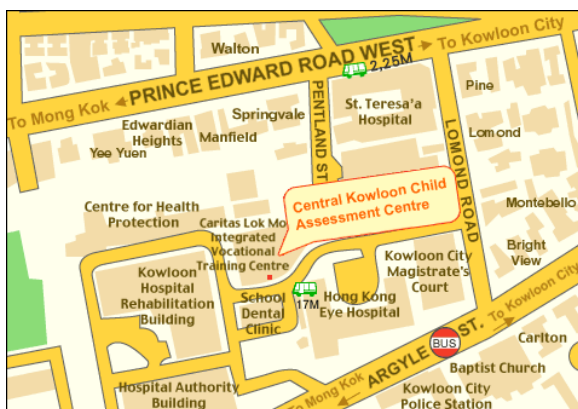 Walton
To Kowloon City
PRINCE EDWARD ROAD WEST
2,25M
To Mong Kok
PENTLAND ST
St. Teresa'a
Hospital
Pine
Springvale
Edwardian
Heights
Manfield
Yee Yuen
Lomond
LOMOND ROAD
Central Kowloon Child
Assessment Centre
Centre for Health
Protection
Caritas Lok Mo
Integrated
Vocational
Training Centre
Montebello
Bright
View
Kowloon
Hospital
Rehabilitation
Building
Kowloon City
Magistrate's
Court
School
Dental
Clinic
17M
Hong Kong
Eye Hospital
To Kowloon City
ARGYLE ST.
BUS
Carlton
Baptist Church
To Mong Kok
Hospital Authority
Building
Kowloon City
Police Station